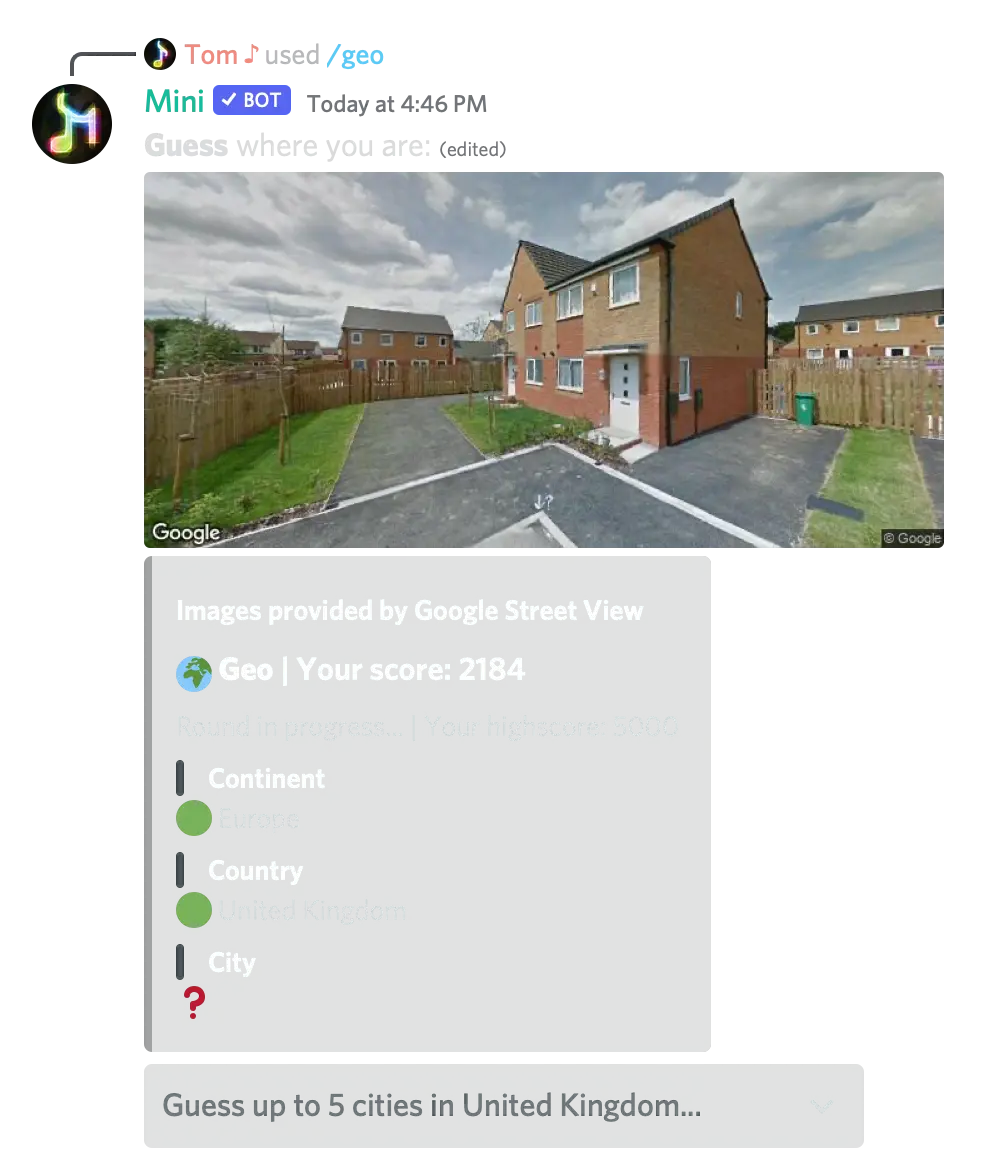 Tom♪ used /geo
Mini ✓ BOT Today at 4:46 PM
Guess where you are: (edited)
Google
© Google
Images provided by Google Street View
Geo | Your score: 2184
Round in progress... | Your highscore: 5000
Continent
Europe
Country
United Kingdom
City
?
Guess up to 5 cities in United Kingdom...